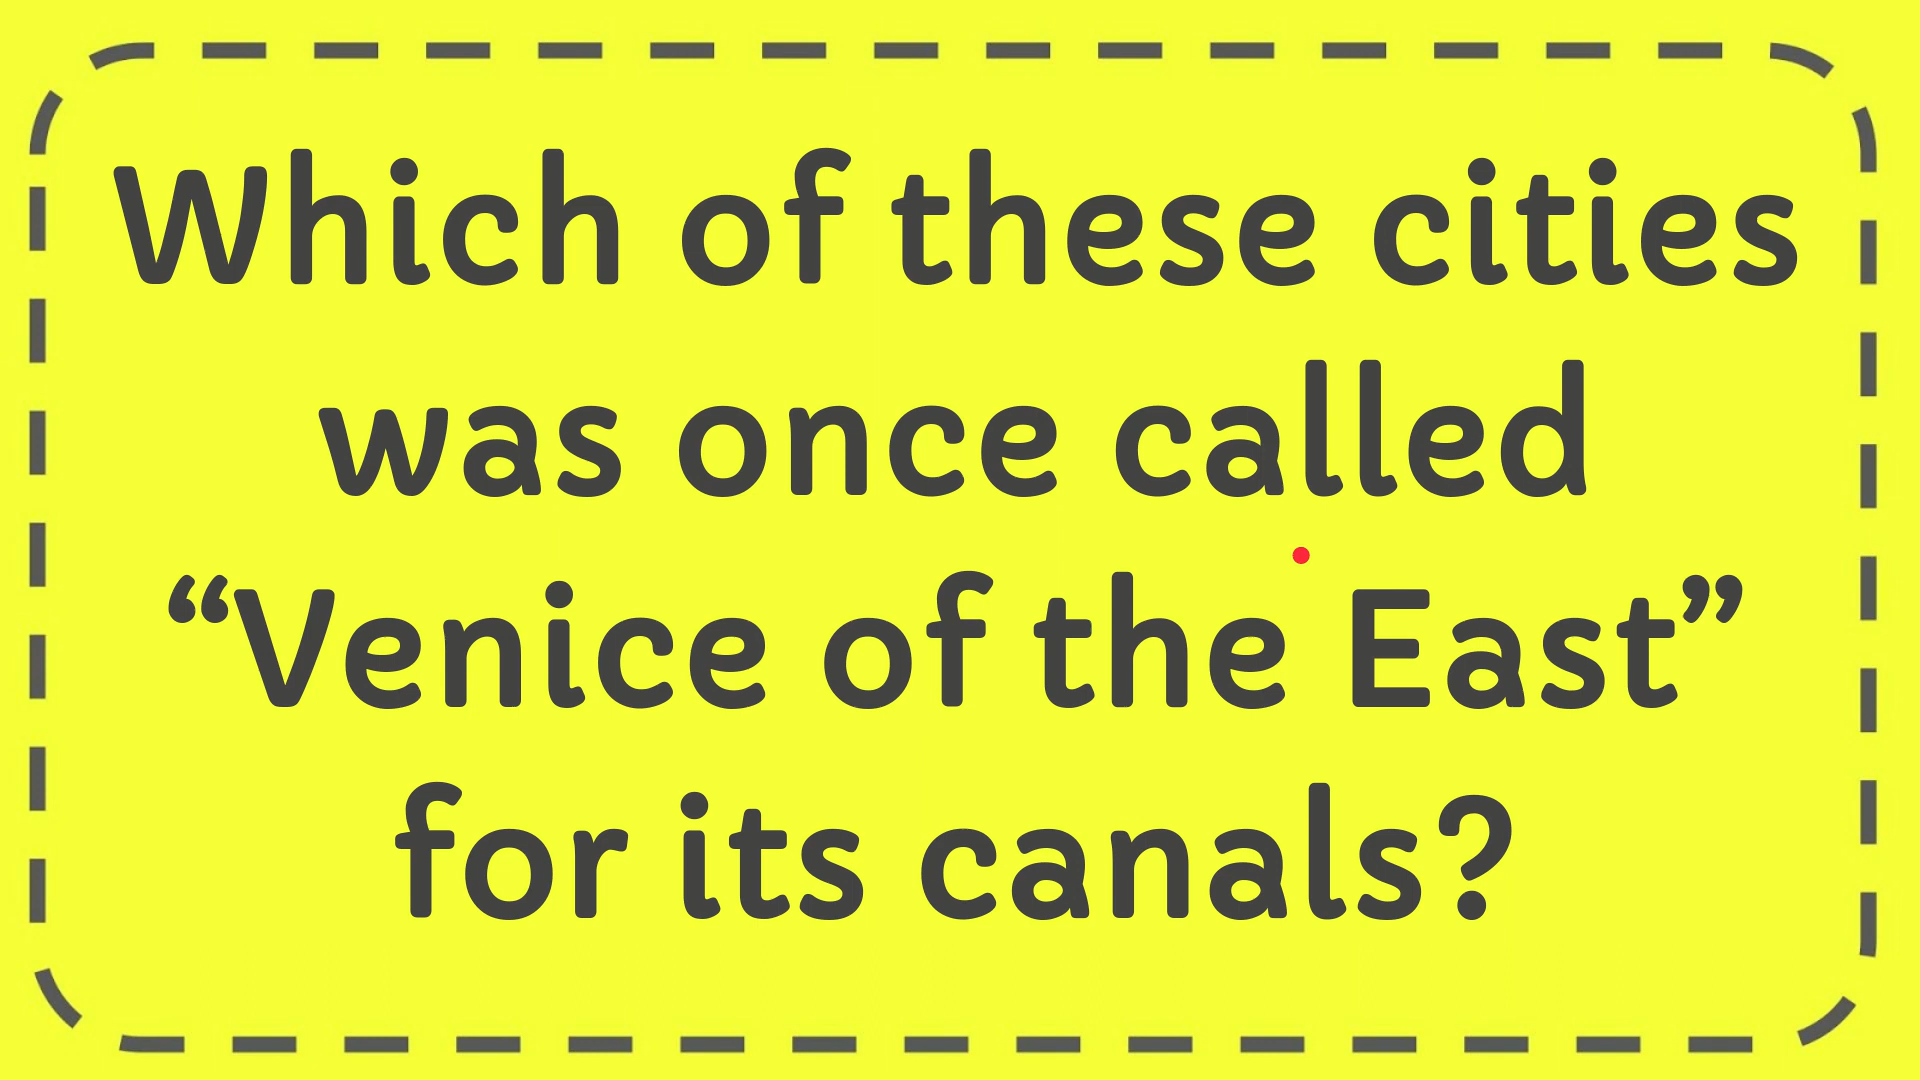 Which of these cities
was once called
“Venice of the East”
for its canals?